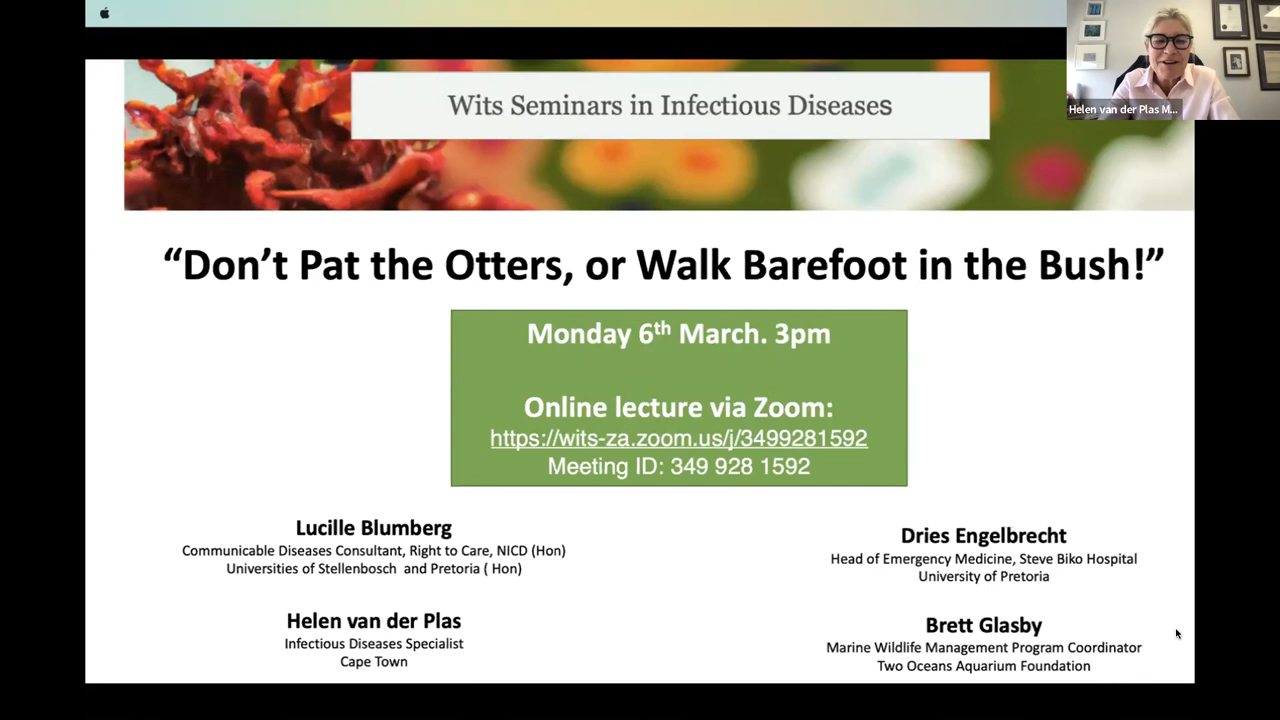 Wits Seminars in Infectious Diseases
Helen van der Plas M...
“Don’t Pat the Otters, or Walk Barefoot in the Bush!”
Monday 6th March. 3pm
Online lecture via Zoom:
https://wits-za.zoom.us/j/3499281592
Meeting ID: 349 928 1592
Lucille Blumberg
Communicable Diseases Consultant, Right to Care, NICD (Hon)
Universities of Stellenbosch and Pretoria ( Hon)
Helen van der Plas
Infectious Diseases Specialist
Cape Town
Dries Engelbrecht
Head of Emergency Medicine, Steve Biko Hospital
University of Pretoria
Brett Glasby
Marine Wildlife Management Program Coordinator
Two Oceans Aquarium Foundation